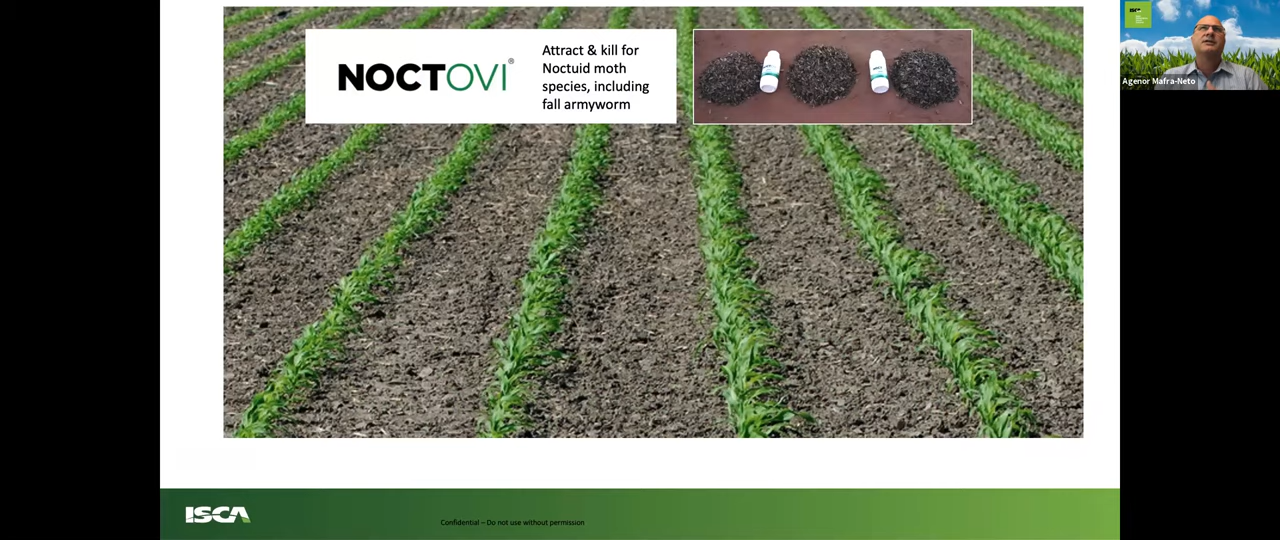 NOCTOVI®
Attract & kill for
Noctuid moth
species, including
fall armyworm
ISCA
Agenor Mafra-Neto
ISCA
Confidential – Do not use without permission